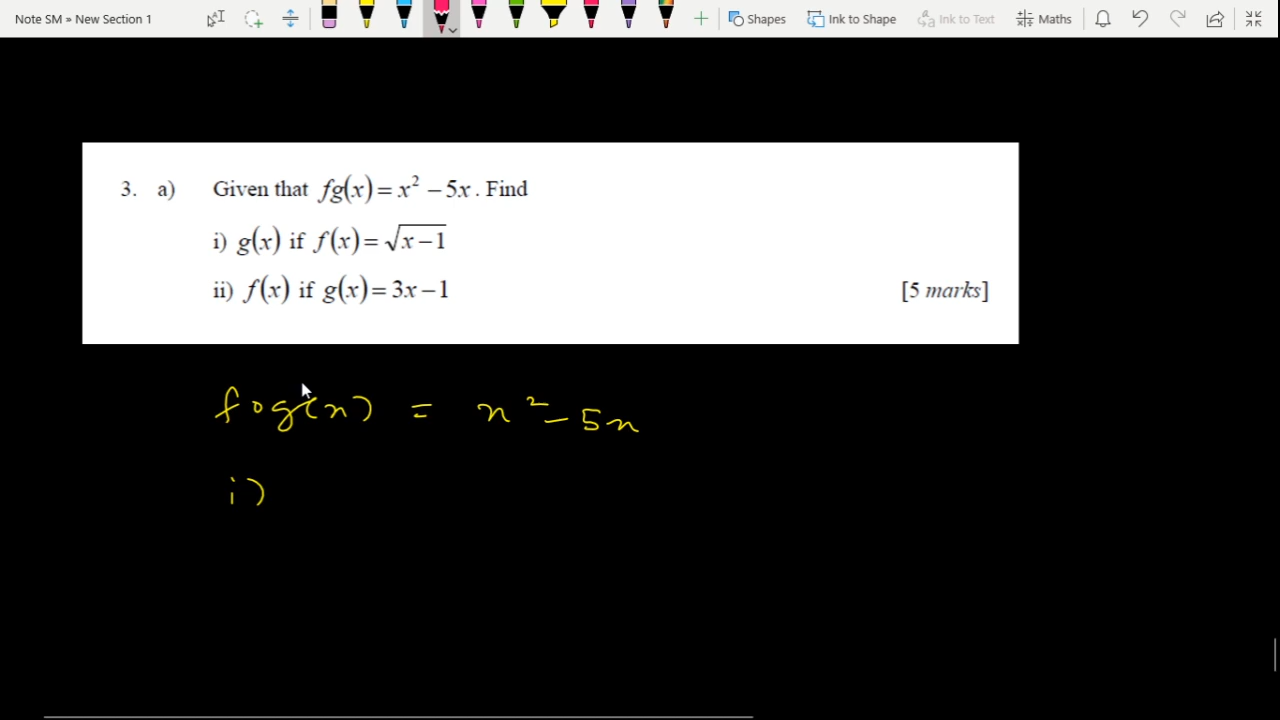 Note SM » New Section 1 Shapes Ink to Shape Ink to Text Maths
3. a) Given that fg(x) = x² − 5x. Find
i) g(x) if f(x) = √(x−1)
ii) f(x) if g(x) = 3x − 1 [5 marks]
fog(x) = x² − 5x
i)